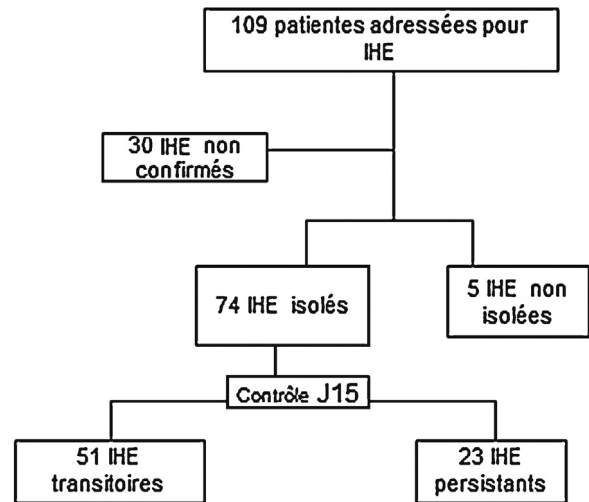 109 patientes adressées pour
IHE
30 IHE non
confirmés
74 IHE isolés
5 IHE non
isolées
Contrôle J15
51 IHE
transitoires
23 IHE
persistants